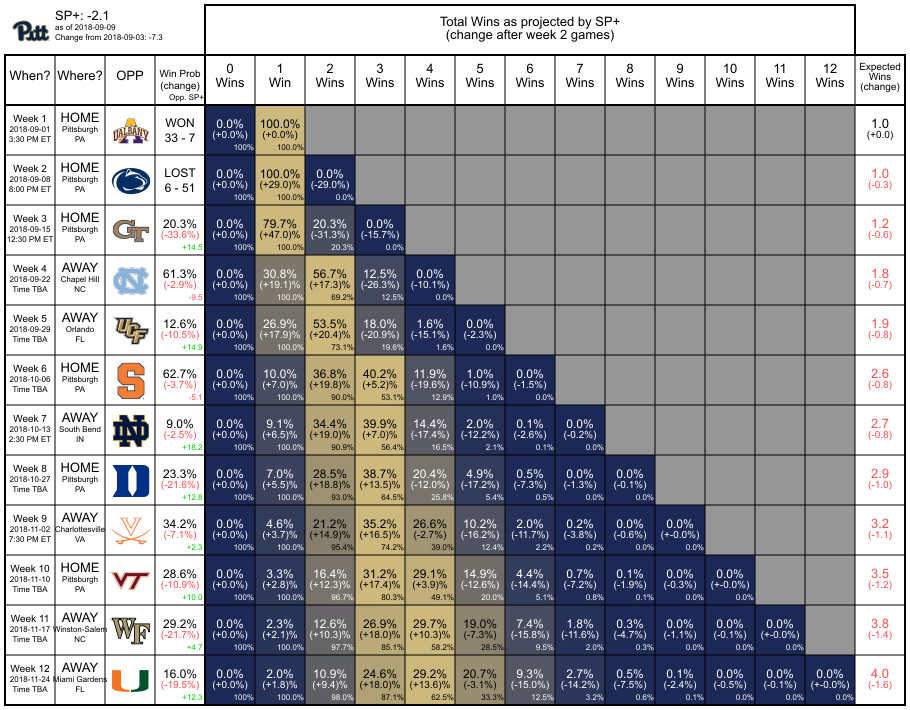 Pitt
SP+: -2.1
as of 2018-09-09
Change from 2018-09-03: -7.3
Total Wins as projected by SP+
(change after week 2 games)
When? Where? OPP Win Prob (change) Opp. SP+ 0 Wins 1 Win 2 Wins 3 Wins 4 Wins 5 Wins 6 Wins 7 Wins 8 Wins 9 Wins 10 Wins 11 Wins 12 Wins Expected Wins (change)
Week 1 HOME WON 0.0% 100.0% 1.0
2018-09-01 Pittsburgh UALBANY 33 - 7 (+0.0%) (+0.0%) (+0.0)
3:30 PM ET PA 100% 100.0%
Week 2 HOME LOST 0.0% 100.0% 0.0% 1.0
2018-09-08 Pittsburgh 6 - 51 (+0.0%) (+29.0)% (-29.0%) (-0.3)
8:00 PM ET PA 100% 100.0% 0.0%
Week 3 HOME GT 20.3% 0.0% 79.7% 20.3% 0.0% 1.2
2018-09-15 Pittsburgh (-33.6%) (+0.0%) (+47.0%) (-31.3%) (-15.7%) (-0.6)
12:30 PM ET PA +14.5 100% 100.0% 20.3% 0.0%
Week 4 AWAY NC 61.3% 0.0% 30.8% 56.7% 12.5% 0.0% 1.8
2018-09-22 Chapel Hill (-2.9%) (+0.0%) (+19.1)% (+17.3%) (-26.3%) (-10.1%) (-0.7)
Time TBA NC -9.5 100% 100.0% 69.2% 12.5% 0.0%
Week 5 AWAY UCF 12.6% 0.0% 26.9% 53.5% 18.0% 1.6% 0.0% 1.9
2018-09-29 Orlando (-10.5%) (+0.0%) (+17.9)% (+20.4%) (-20.9%) (-15.1%) (-2.3%) (-0.8)
Time TBA FL +14.9 100% 100.0% 73.1% 19.6% 1.6% 0.0%
Week 6 HOME S 62.7% 0.0% 10.0% 36.8% 40.2% 11.9% 1.0% 0.0% 2.6
2018-10-06 Pittsburgh (-3.7%) (+0.0%) (+7.0%) (+19.8%) (+5.2%) (-19.6%) (-10.9%) (-1.5%) (-0.8)
Time TBA PA -5.1 100% 100.0% 90.0% 53.1% 12.9% 1.0% 0.0%
Week 7 AWAY ND 9.0% 0.0% 9.1% 34.4% 39.9% 14.4% 2.0% 0.1% 0.0% 2.7
2018-10-13 South Bend (-2.5%) (+0.0%) (+6.5)% (+19.0%) (+7.0%) (-17.4%) (-12.2%) (-2.6%) (-0.2%) (-0.8)
2:30 PM ET IN +18.2 100% 100.0% 90.9% 56.4% 16.5% 2.1% 0.1% 0.0%
Week 8 HOME D 23.3% 0.0% 7.0% 28.5% 38.7% 20.4% 4.9% 0.5% 0.0% 0.0% 2.9
2018-10-27 Pittsburgh (-21.6%) (+0.0%) (+5.5%) (+18.8%) (+13.5%) (-12.0%) (-17.2%) (-7.3%) (-1.3%) (-0.1%) (-1.0)
Time TBA PA +12.8 100% 100.0% 93.0% 64.5% 25.8% 5.4% 0.5% 0.0% 0.0%
Week 9 AWAY V 34.2% 0.0% 4.6% 21.2% 35.2% 26.6% 10.2% 2.0% 0.2% 0.0% 0.0% 3.2
2018-11-02 Charlottesville (-7.1%) (+0.0%) (+3.7%) (+14.9%) (+16.5%) (-2.7%) (-16.2%) (-11.7%) (-3.8%) (-0.6%) (+-0.0%) (-1.1)
7:30 PM ET VA +2.3 100% 100.0% 95.4% 74.2% 39.0% 12.4% 2.2% 0.2% 0.0% 0.0%
Week 10 HOME VT 28.6% 0.0% 3.3% 16.4% 31.2% 29.1% 14.9% 4.4% 0.7% 0.1% 0.0% 0.0% 3.5
2018-11-10 Pittsburgh (-10.9%) (+0.0%) (+2.8%) (+12.3%) (+17.4%) (+3.9%) (-12.6%) (-14.4%) (-7.2%) (-1.9%) (-0.3%) (+-0.0%) (-1.2)
Time TBA PA +10.0 100% 100.0% 96.7% 80.3% 49.1% 20.0% 5.1% 0.8% 0.1% 0.0% 0.0%
Week 11 AWAY WF 29.2% 0.0% 2.3% 12.6% 26.9% 29.7% 19.0% 7.4% 1.8% 0.3% 0.0% 0.0% 0.0% 3.8
2018-11-17 Winston-Salem (-21.7%) (+0.0%) (+2.1%) (+10.3%) (+18.0%) (+10.3%) (-7.3%) (-15.8%) (-11.6%) (-4.7%) (-1.1%) (-0.1%) (+-0.0%) (-1.4)
Time TBA NC +4.7 100% 100.0% 97.7% 85.1% 58.2% 28.5% 9.5% 2.0% 0.3% 0.0% 0.0% 0.0%
Week 12 AWAY U 16.0% 0.0% 2.0% 10.9% 24.6% 29.2% 20.7% 9.3% 2.7% 0.5% 0.1% 0.0% 0.0% 0.0% 4.0
2018-11-24 Miami Gardens (-19.5%) (+0.0%) (+1.8%) (+9.4%) (+18.0%) (+13.6%) (-3.1%) (-15.0%) (-14.2%) (-7.5%) (-2.4%) (-0.5%) (-0.1%) (+-0.0%) (-1.6)
Time TBA FL +12.3 100% 100.0% 98.0% 87.1% 62.5% 33.3% 12.5% 3.2% 0.6% 0.1% 0.0% 0.0% 0.0%